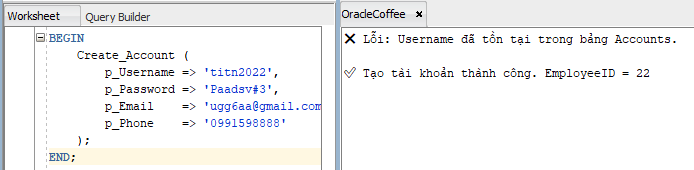 Worksheet Query Builder
BEGIN
Create_Account (
p_Username => 'titn2022',
p_Password => 'Paadsv#3',
p_Email => 'ugg6aa@gmail.com
p_Phone => '0991598888'
);
END;
OracleCoffee ×
❌ Lỗi: Username đã tồn tại trong bảng Accounts.
✅ Tạo tài khoản thành công. EmployeeID = 22